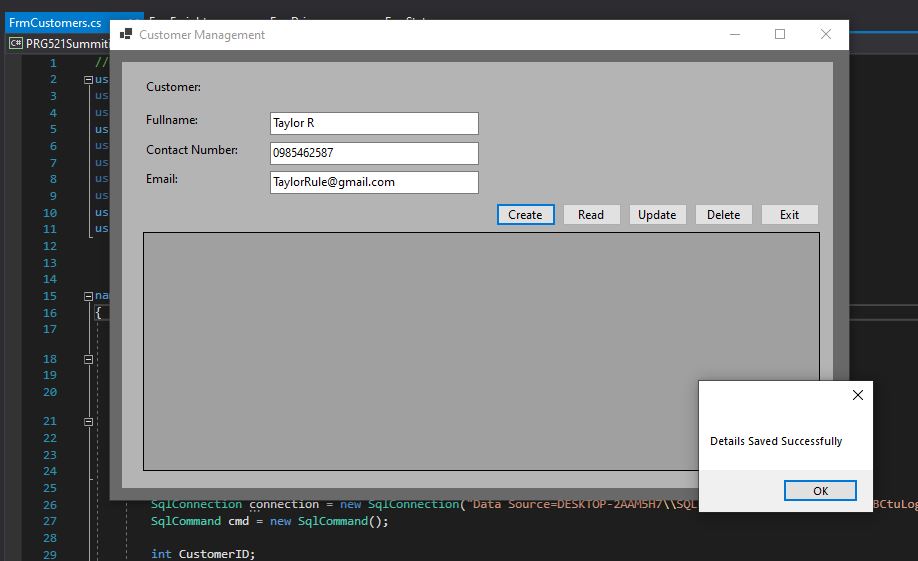 FrmCustomers.cs
Customer Management
PRG521Summit
1 //
2 us
3 us
4 us
5 us
6 us
7 us
8 us
9 us
10 us
11 us
12
13
14
15 na
16 {
17
18
19
20
21
22
23
24
25
26 SqlConnection connection = new SqlConnection("Data Source=DESKTOP-2AAM5H7\\SQL
27 SqlCommand cmd = new SqlCommand();
28
29 int CustomerID;
Customer:
Fullname: Taylor R
Contact Number: 0985462587
Email: TaylorRule@gmail.com
Create Read Update Delete Exit
Details Saved Successfully
OK